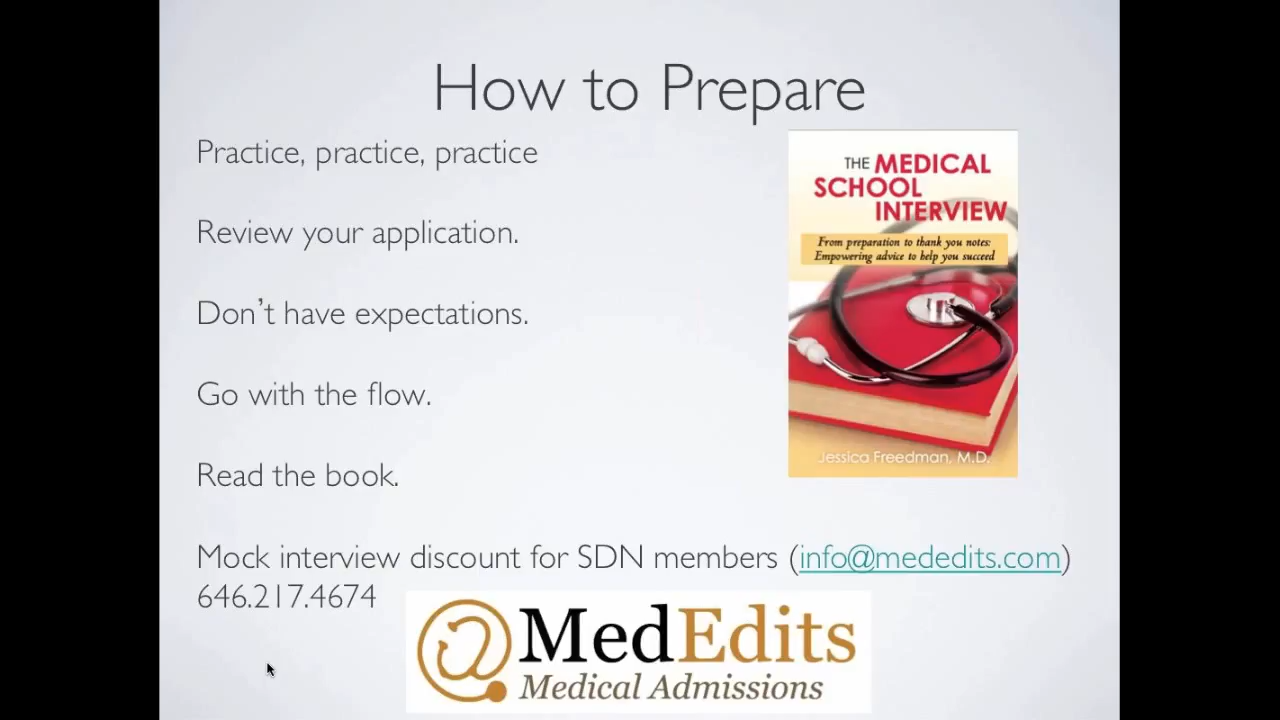 How to Prepare
Practice, practice, practice
Review your application.
Don't have expectations.
Go with the flow.
Read the book.
Mock interview discount for SDN members (info@mededits.com)
646.217.4674
THE MEDICAL
SCHOOL
INTERVIEW
From preparation to thank you notes:
Empowering advice to help you succeed
Jessica Freedman, M.D.
MedEdits
Medical Admissions